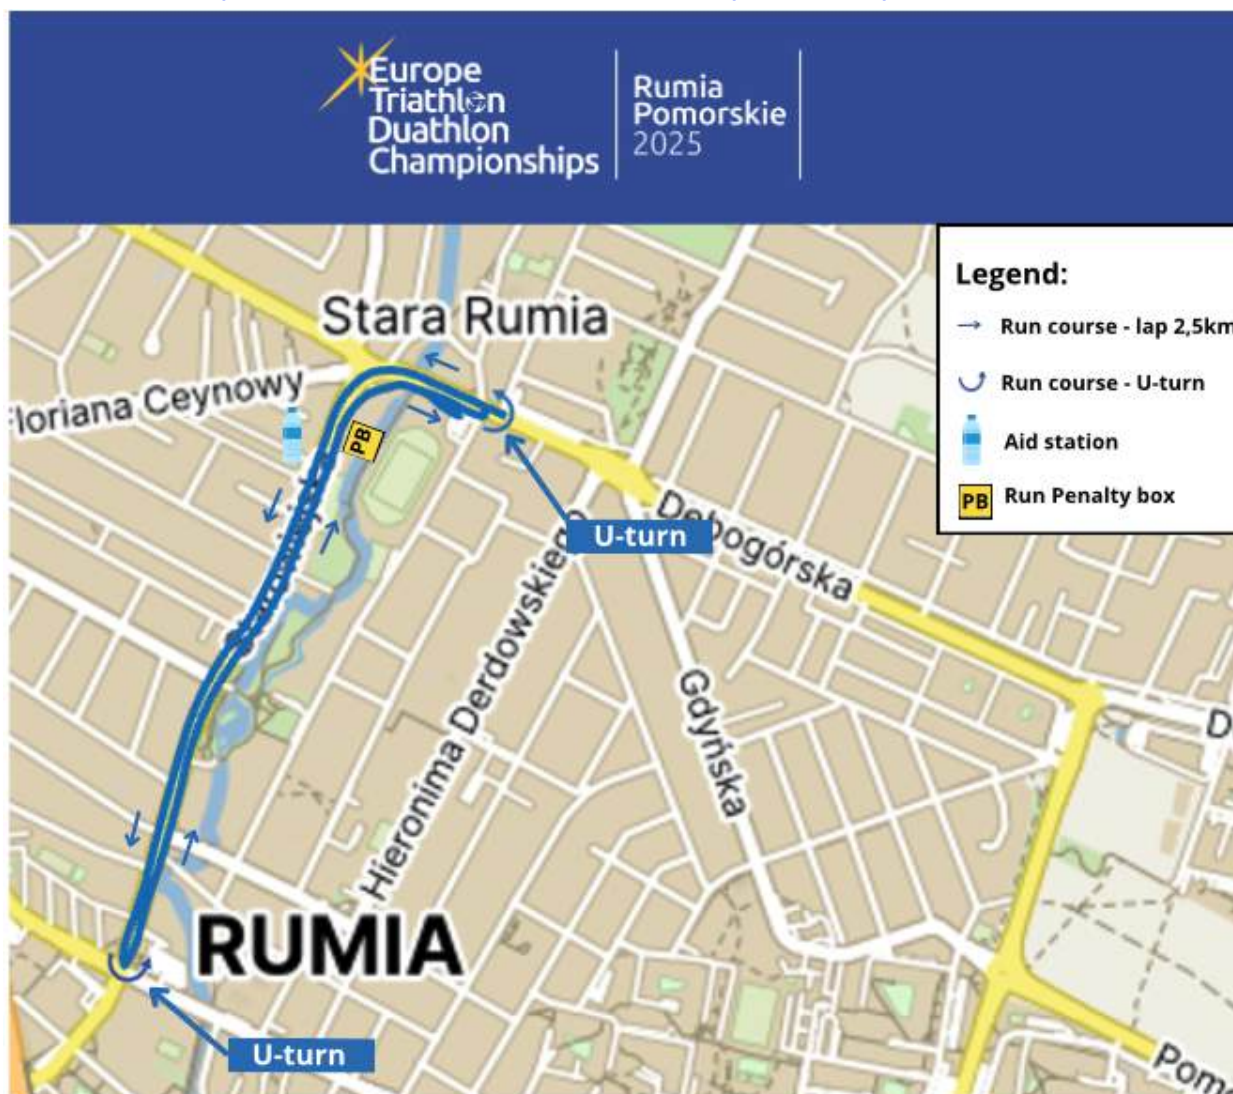 Europe
Triathlon
Duathlon
Championships
Rumia
Pomorskie
2025
Legend:
Run course - lap 2,5km
Run course - U-turn
Aid station
PB Run Penalty box
Stara Rumia
Floriana Ceynowy
PB
U-turn
Dębogórska
Hieronima Derdowskiego
Gdyńska
D
RUMIA
U-turn
Pom